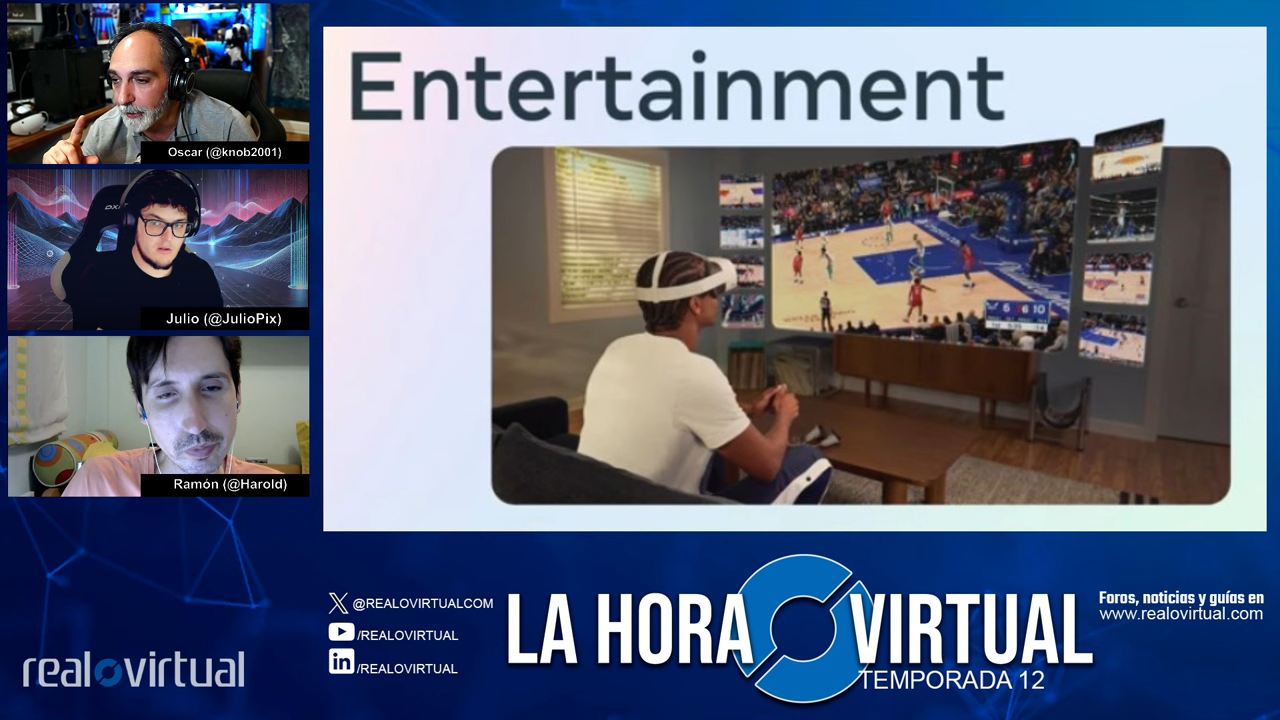 Oscar (@knob2001)
Julio (@JulioPix)
Ramón (@Harold)
realovirtual
Entertainment
@REALOVIRTUALCOM
/REALOVIRTUAL
/REALOVIRTUAL
LA HORA VIRTUAL
TEMPORADA 12
Foros, noticias y guías en
www.realovirtual.com